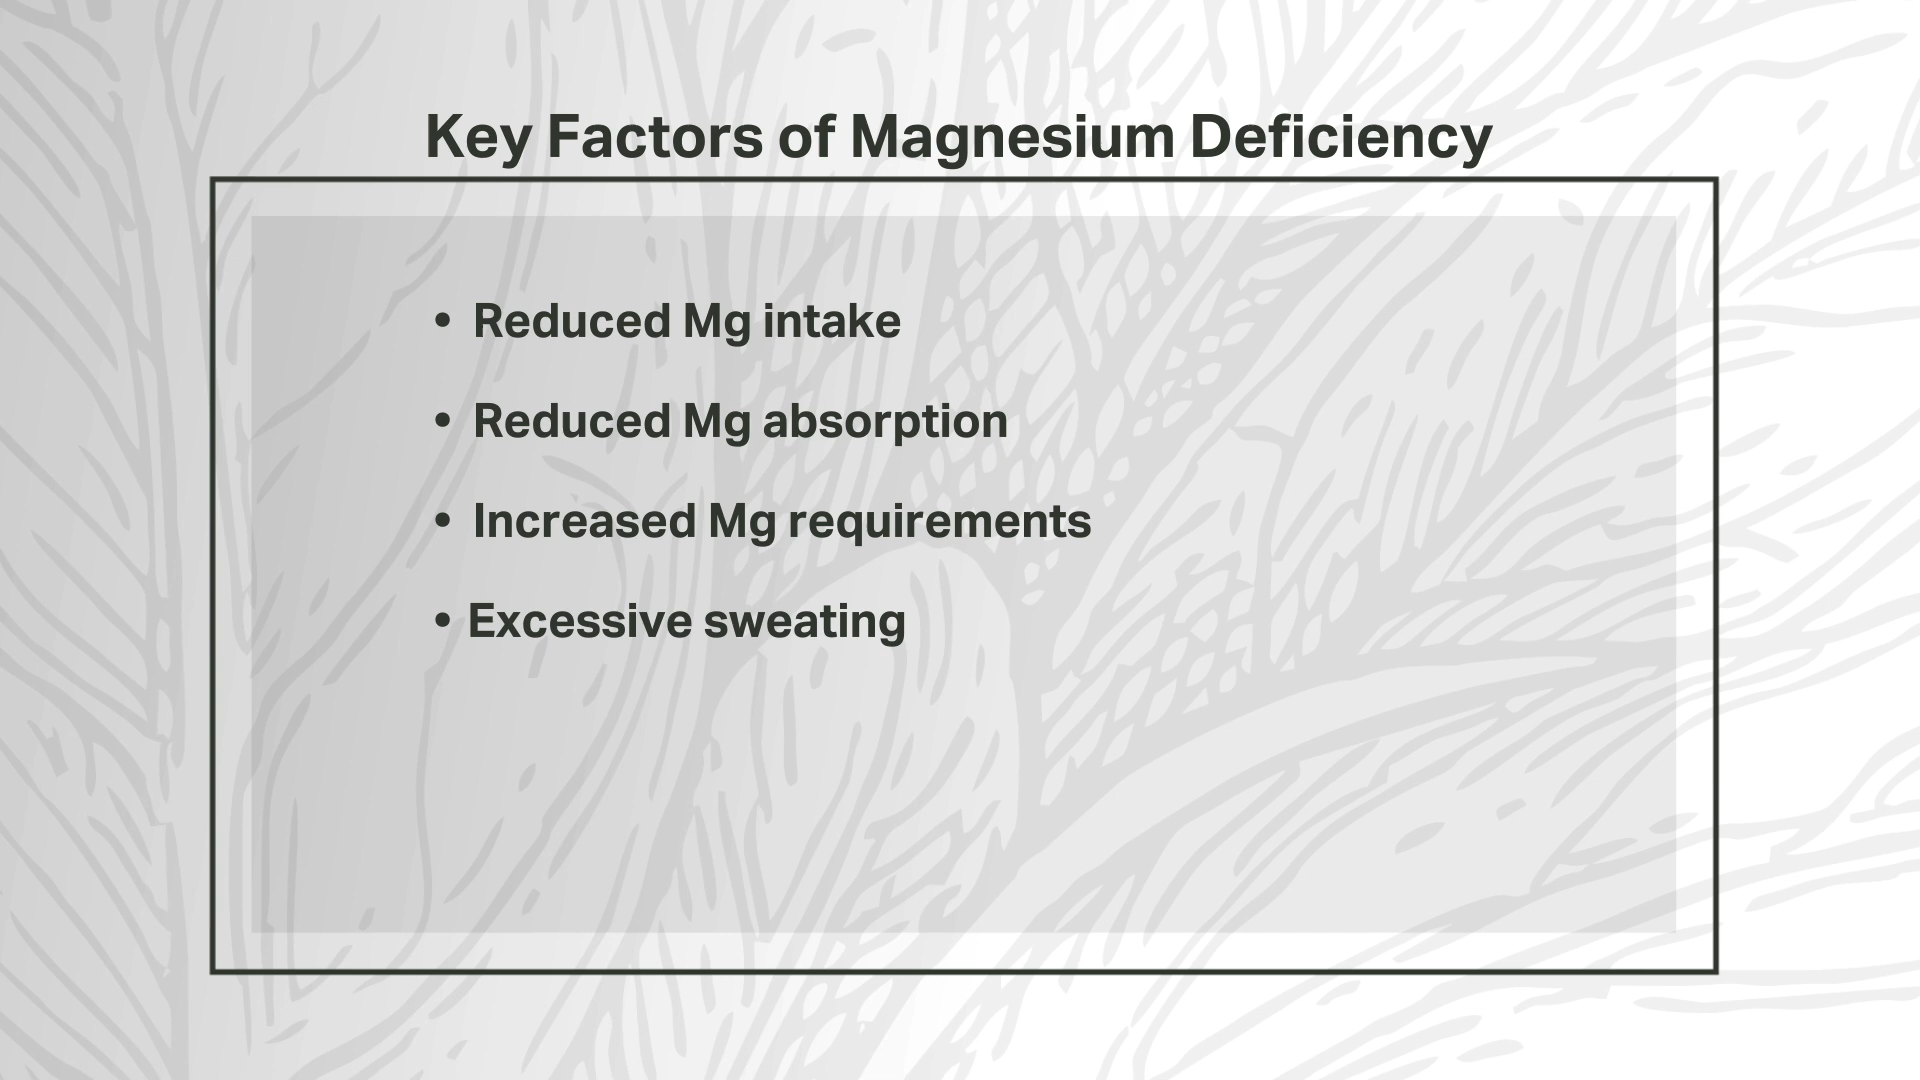 Key Factors of Magnesium Deficiency
• Reduced Mg intake
• Reduced Mg absorption
• Increased Mg requirements
• Excessive sweating